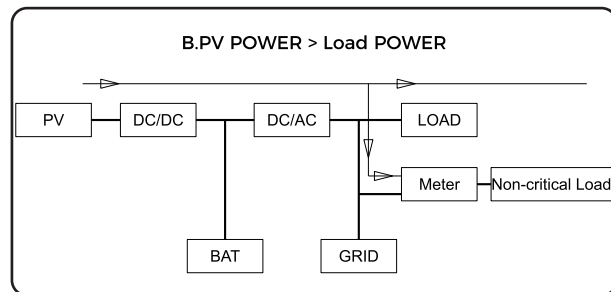 B.PV POWER > Load POWER
PV
DC/DC
DC/AC
LOAD
Meter
Non-critical Load
BAT
GRID